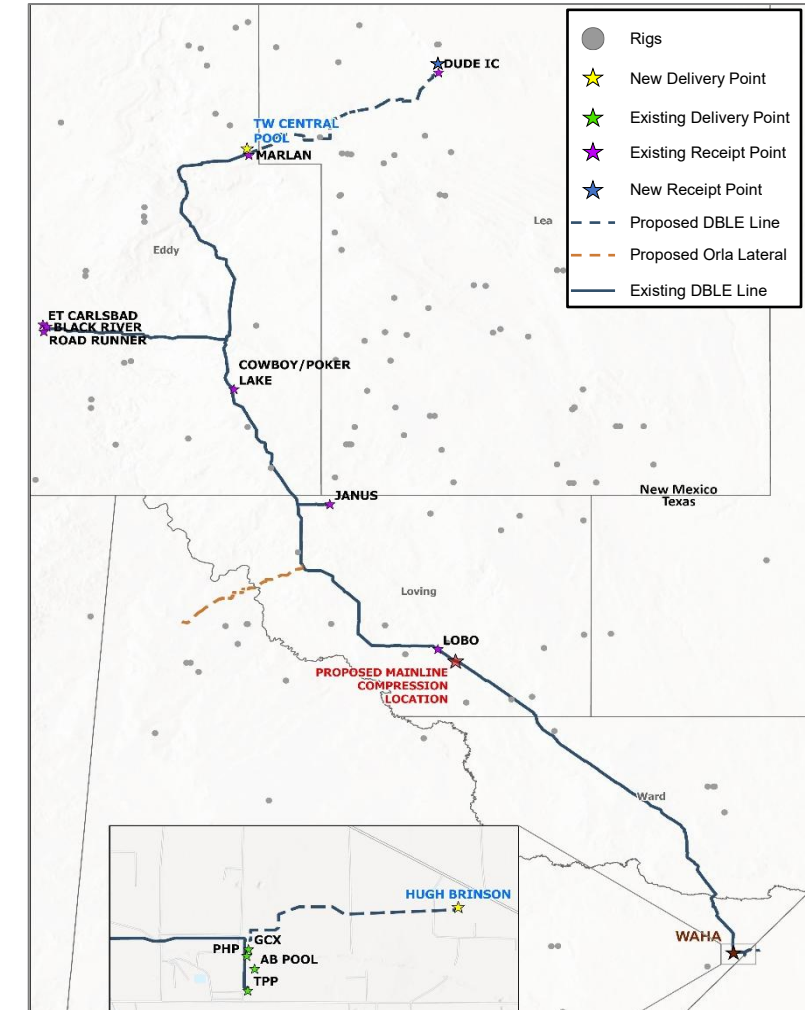 Rigs
New Delivery Point
Existing Delivery Point
Existing Receipt Point
New Receipt Point
Proposed DBLE Line
Proposed Orla Lateral
Existing DBLE Line
DUDE IC
TW CENTRAL
POOL
MARLAN
Lea
Eddy
ET CARLSBAD
BLACK RIVER
ROAD RUNNER
COWBOY/POKER
LAKE
JANUS
New Mexico
Texas
Loving
LOBO
PROPOSED MAINLINE
COMPRESSION
LOCATION
Ward
WAHA
HUGH BRINSON
GCX
PHP
AB POOL
TPP